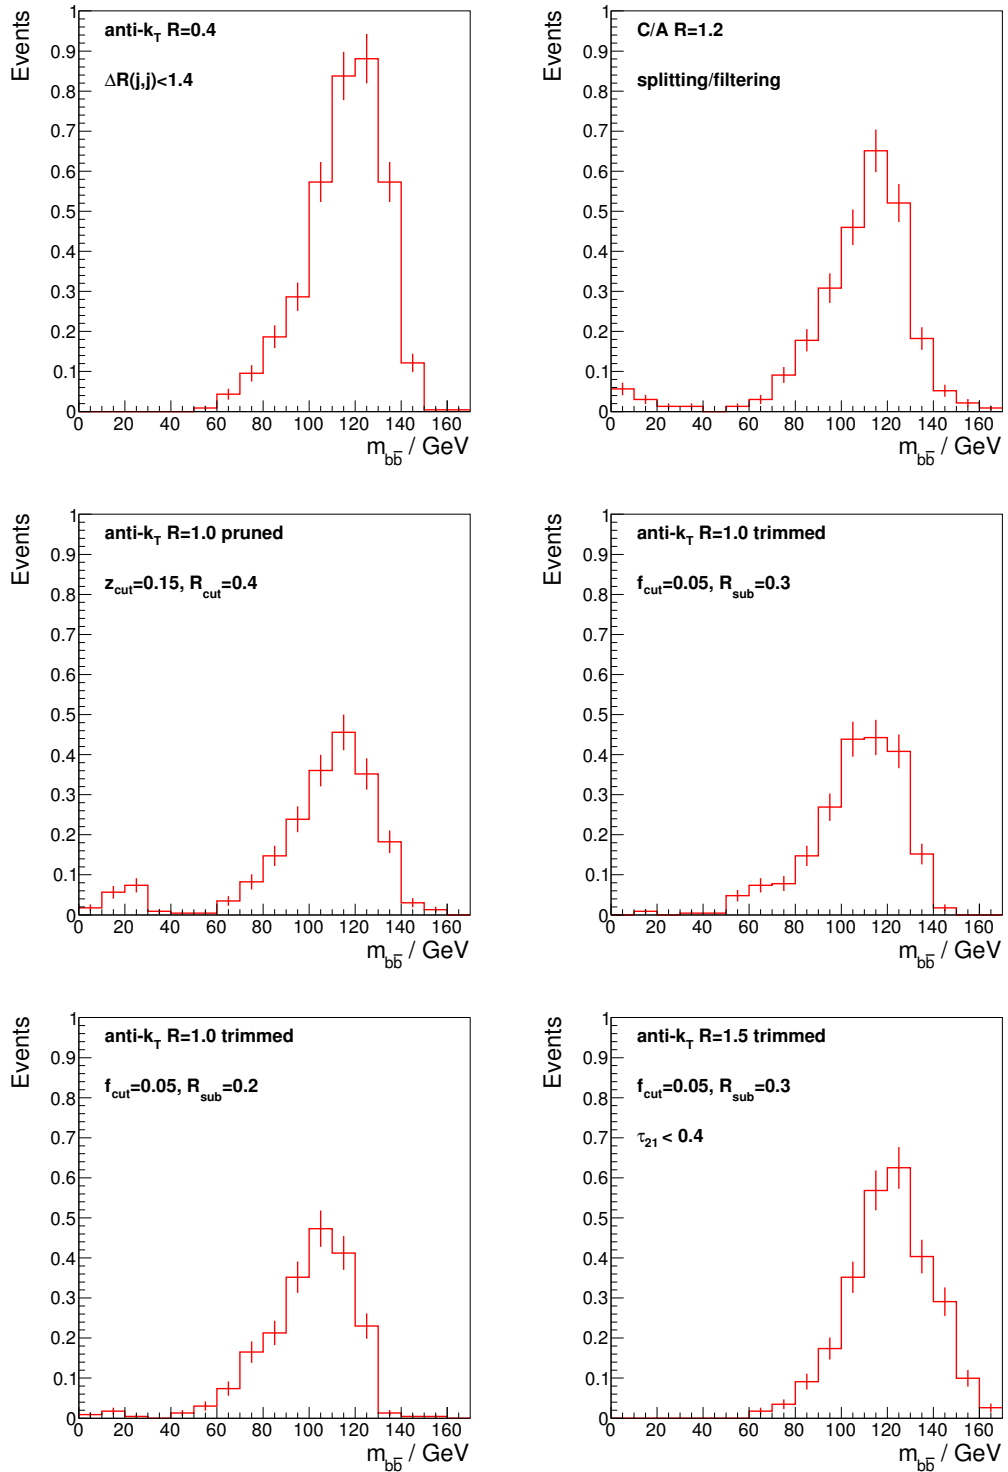 anti-k_T R=0.4
ΔR(j,j)<1.4
Events
1
0.9
0.8
0.7
0.6
0.5
0.4
0.3
0.2
0.1
0
0 20 40 60 80 100 120 140 160
m_bb̅ / GeV
C/A R=1.2
splitting/filtering
Events
1
0.9
0.8
0.7
0.6
0.5
0.4
0.3
0.2
0.1
0
0 20 40 60 80 100 120 140 160
m_bb̅ / GeV
anti-k_T R=1.0 pruned
z_cut=0.15, R_cut=0.4
Events
1
0.9
0.8
0.7
0.6
0.5
0.4
0.3
0.2
0.1
0
0 20 40 60 80 100 120 140 160
m_bb̅ / GeV
anti-k_T R=1.0 trimmed
f_cut=0.05, R_sub=0.3
Events
1
0.9
0.8
0.7
0.6
0.5
0.4
0.3
0.2
0.1
0
0 20 40 60 80 100 120 140 160
m_bb̅ / GeV
anti-k_T R=1.0 trimmed
f_cut=0.05, R_sub=0.2
Events
1
0.9
0.8
0.7
0.6
0.5
0.4
0.3
0.2
0.1
0
0 20 40 60 80 100 120 140 160
m_bb̅ / GeV
anti-k_T R=1.5 trimmed
f_cut=0.05, R_sub=0.3
τ_21 < 0.4
Events
1
0.9
0.8
0.7
0.6
0.5
0.4
0.3
0.2
0.1
0
0 20 40 60 80 100 120 140 160
m_bb̅ / GeV